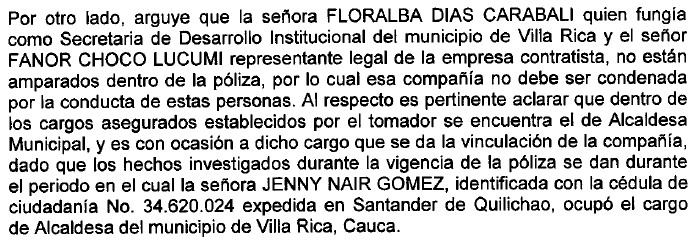 Por otro lado, arguye que la señora FLORALBA DIAS CARABALI quien fungía
como Secretaria de Desarrollo Institucional del municipio de Villa Rica y el señor
FANOR CHOCO LUCUMI representante legal de la empresa contratista, no están
amparados dentro de la póliza, por lo cual esa compañía no debe ser condenada
por la conducta de estas personas. Al respecto es pertinente aclarar que dentro de
los cargos asegurados establecidos por el tomador se encuentra el de Alcaldesa
Municipal, y es con ocasión a dicho cargo que se da la vinculación de la compañía,
dado que los hechos investigados durante la vigencia de la póliza se dan durante
el periodo en el cual la señora JENNY NAIR GOMEZ, identificada con la cédula de
ciudadanía No. 34.620.024 expedida en Santander de Quilichao, ocupó el cargo
de Alcaldesa del municipio de Villa Rica, Cauca.